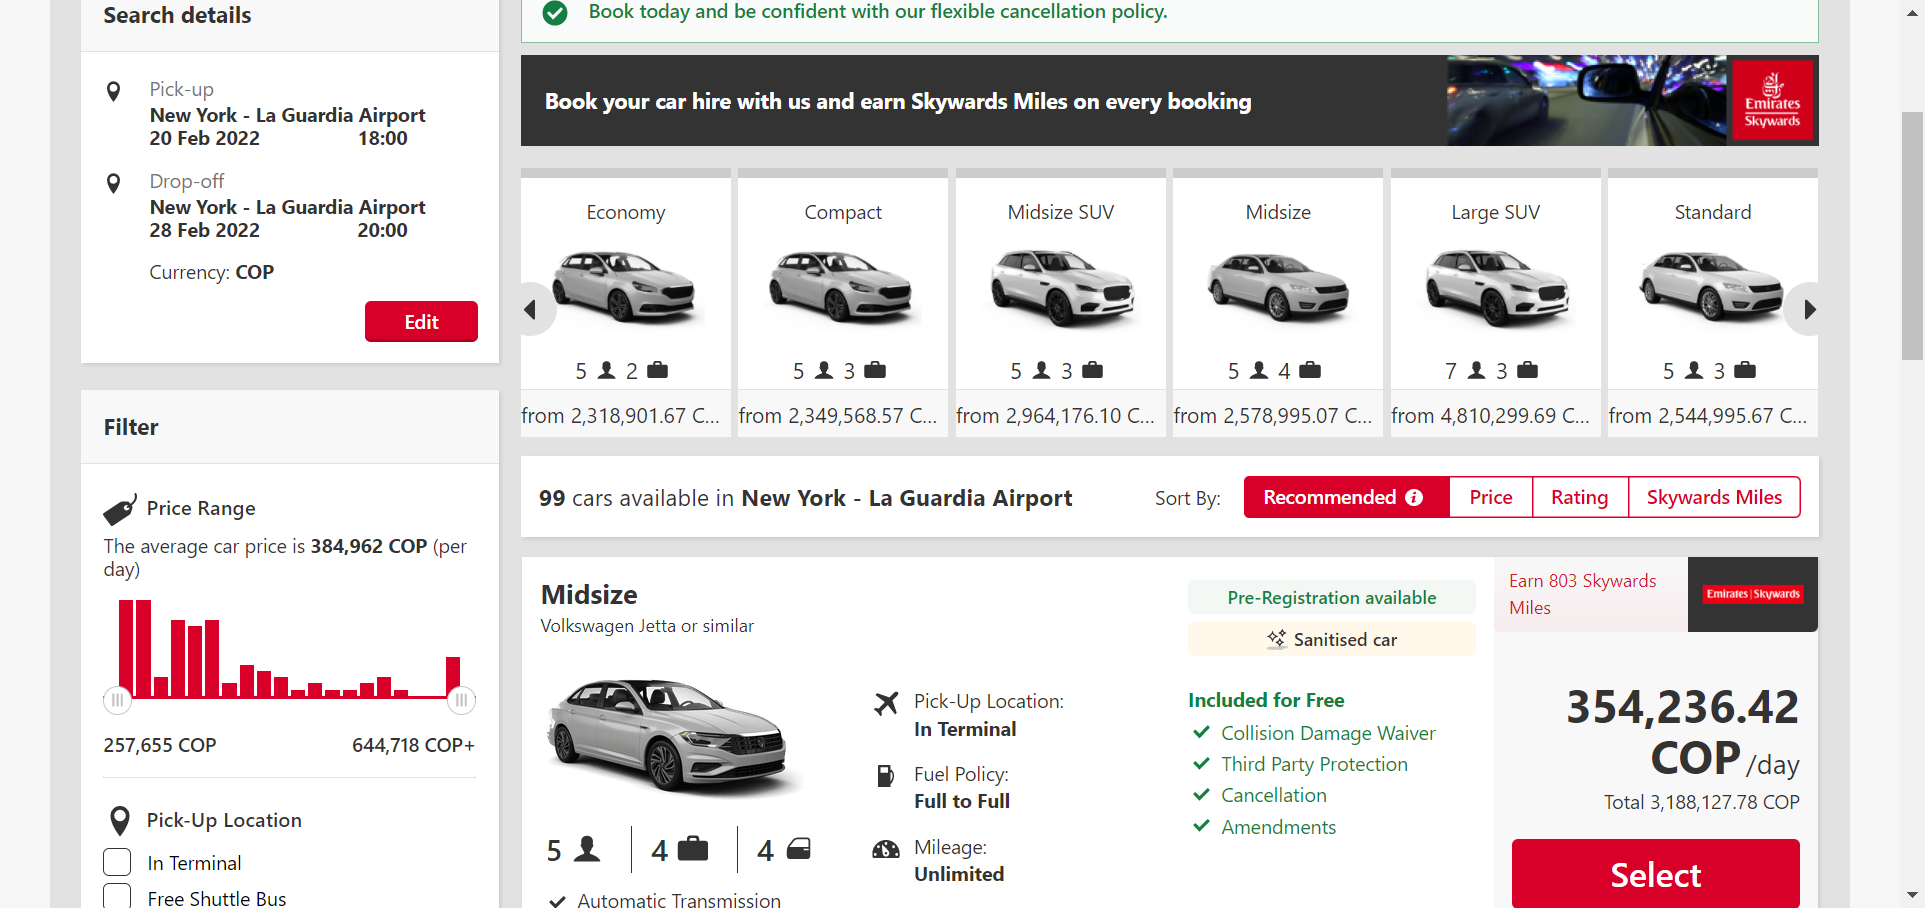 Search details
Pick-up
New York - La Guardia Airport
20 Feb 2022 18:00
Drop-off
New York - La Guardia Airport
28 Feb 2022 20:00
Currency: COP
Edit
Filter
Price Range
The average car price is 384,962 COP (per
day)
257,655 COP 644,718 COP+
Pick-Up Location
In Terminal
Free Shuttle Bus
Book today and be confident with our flexible cancellation policy.
Book your car hire with us and earn Skywards Miles on every booking
Emirates
Skywards
Economy
5 2
from 2,318,901.67 C...
Compact
5 3
from 2,349,568.57 C...
Midsize SUV
5 3
from 2,964,176.10 C...
Midsize
5 4
from 2,578,995.07 C...
Large SUV
7 3
from 4,810,299.69 C...
Standard
5 3
from 2,544,995.67 C...
99 cars available in New York - La Guardia Airport
Sort By: Recommended Price Rating Skywards Miles
Midsize
Volkswagen Jetta or similar
5 4 4
Automatic Transmission
Pick-Up Location:
In Terminal
Fuel Policy:
Full to Full
Mileage:
Unlimited
Pre-Registration available
Sanitised car
Included for Free
Collision Damage Waiver
Third Party Protection
Cancellation
Amendments
Earn 803 Skywards
Miles
Emirates | Skywards
354,236.42
COP /day
Total 3,188,127.78 COP
Select